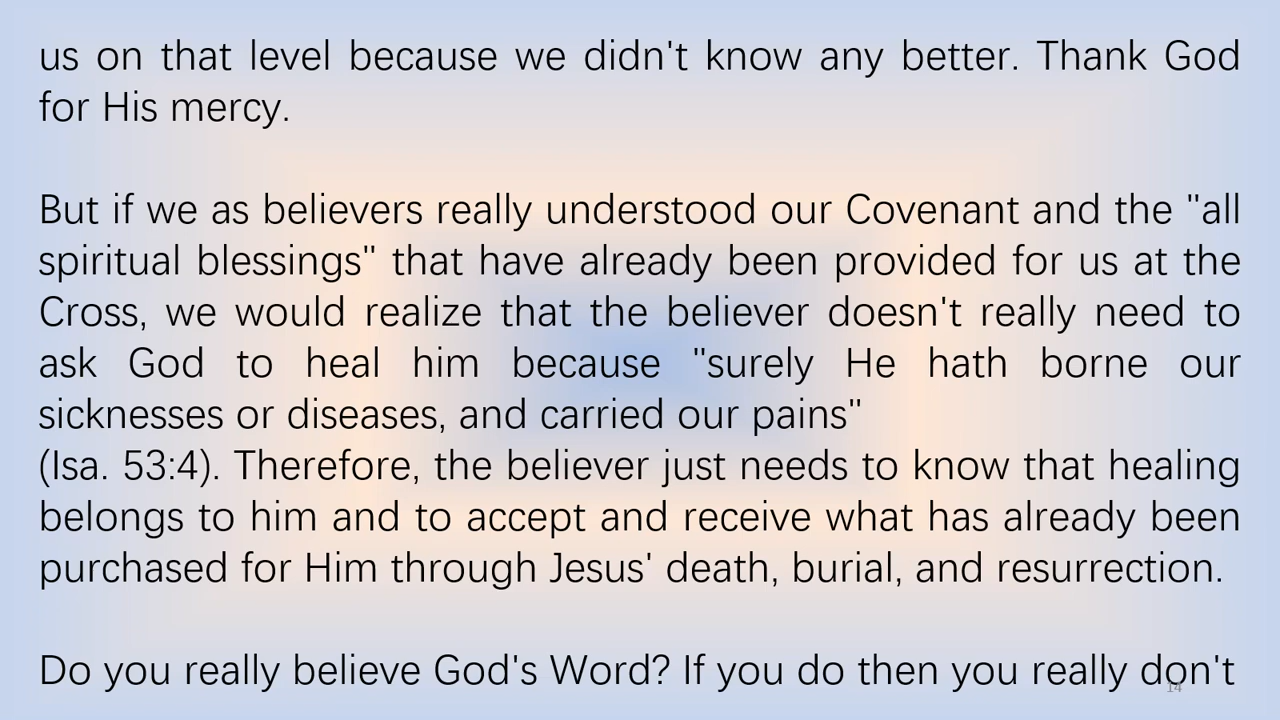 us on that level because we didn't know any better. Thank God
for His mercy.
But if we as believers really understood our Covenant and the "all
spiritual blessings" that have already been provided for us at the
Cross, we would realize that the believer doesn't really need to
ask God to heal him because "surely He hath borne our
sicknesses or diseases, and carried our pains"
(Isa. 53:4). Therefore, the believer just needs to know that healing
belongs to him and to accept and receive what has already been
purchased for Him through Jesus' death, burial, and resurrection.
Do you really believe God's Word? If you do then you really don't
14